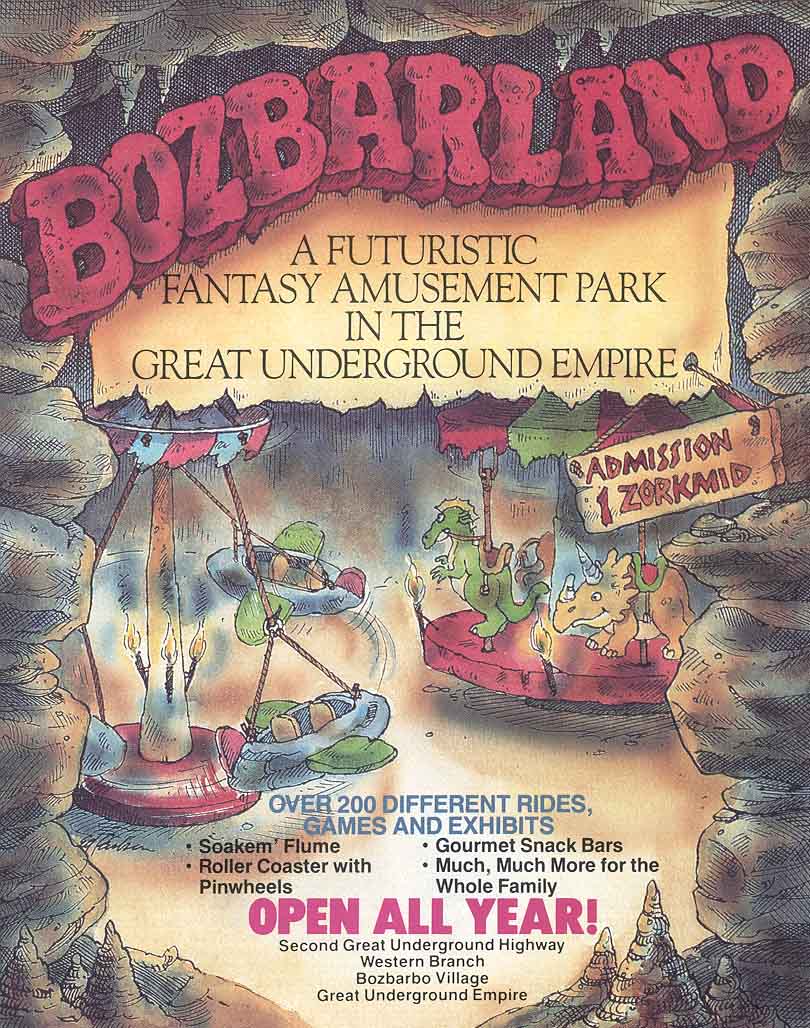 BOZBARLAND
A FUTURISTIC
FANTASY AMUSEMENT PARK
IN THE
GREAT UNDERGROUND EMPIRE
ADMISSION
1 ZORKMID
OVER 200 DIFFERENT RIDES,
GAMES AND EXHIBITS
• Soakem' Flume
• Roller Coaster with
Pinwheels
• Gourmet Snack Bars
• Much, Much More for the
Whole Family
OPEN ALL YEAR!
Second Great Underground Highway
Western Branch
Bozbarbo Village
Great Underground Empire